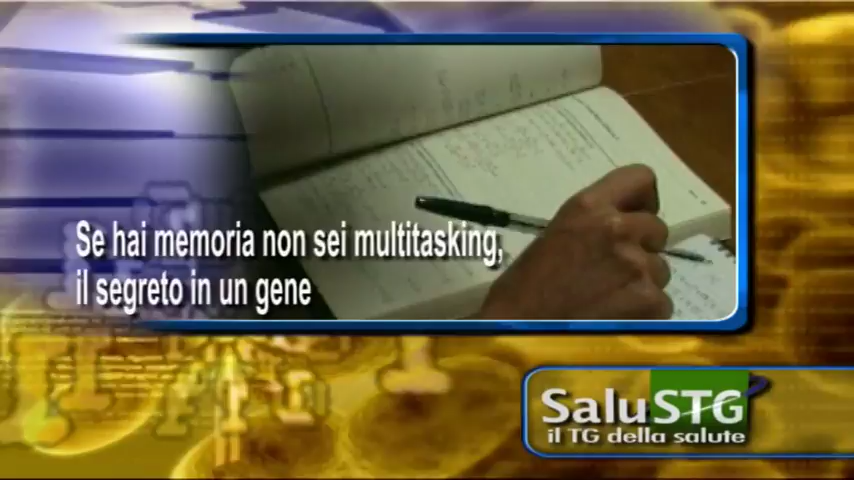 Se hai memoria non sei multitasking,
il segreto in un gene
SaluSTG
il TG della salute